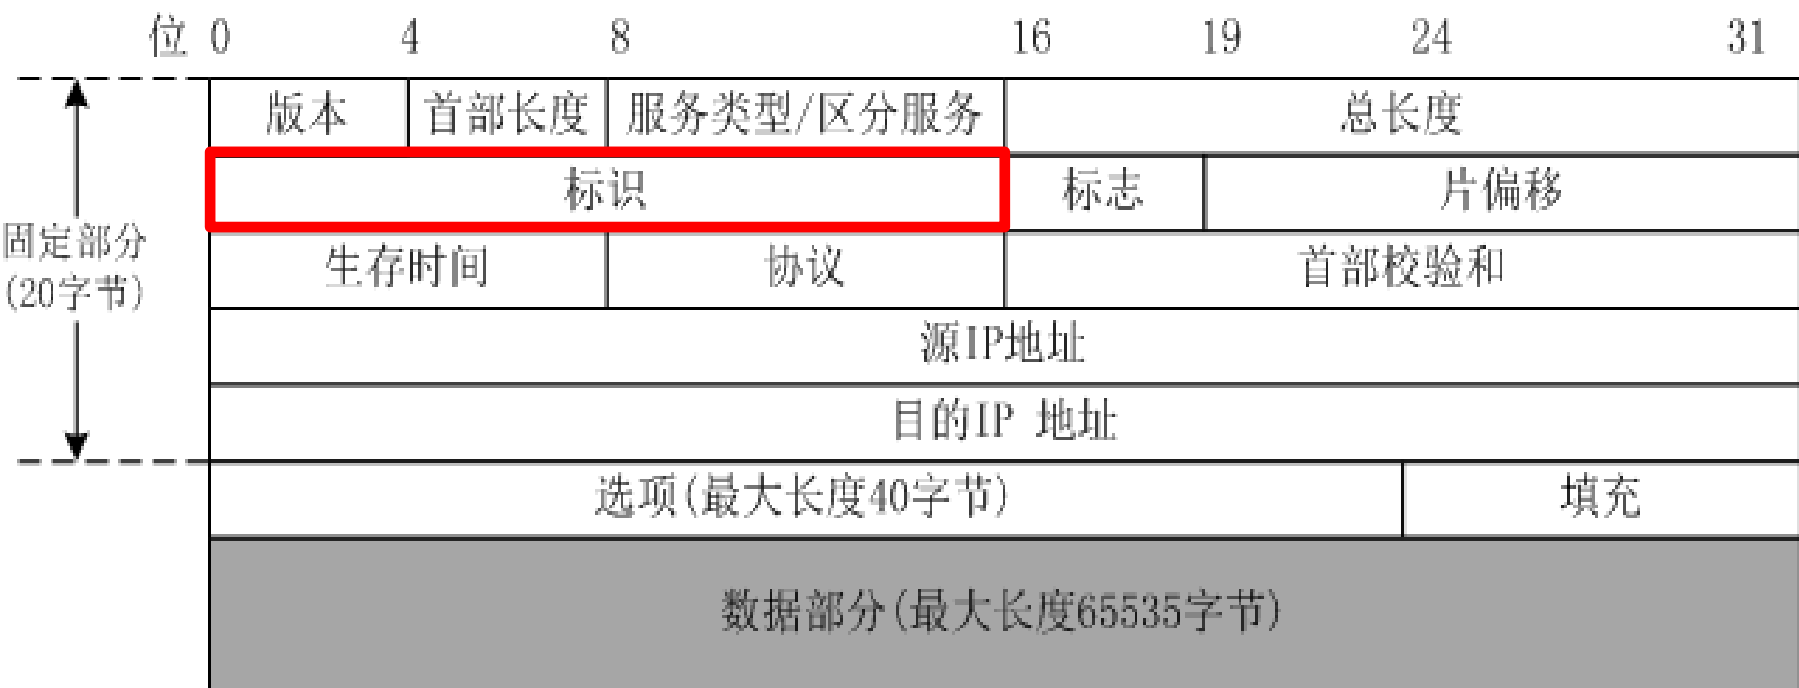 位 0 4 8 16 19 24 31
版本 首部长度 服务类型/区分服务 总长度
标识 标志 片偏移
固定部分
(20字节)
生存时间 协议 首部校验和
源IP地址
目的IP 地址
选项(最大长度40字节) 填充
数据部分(最大长度65535字节)